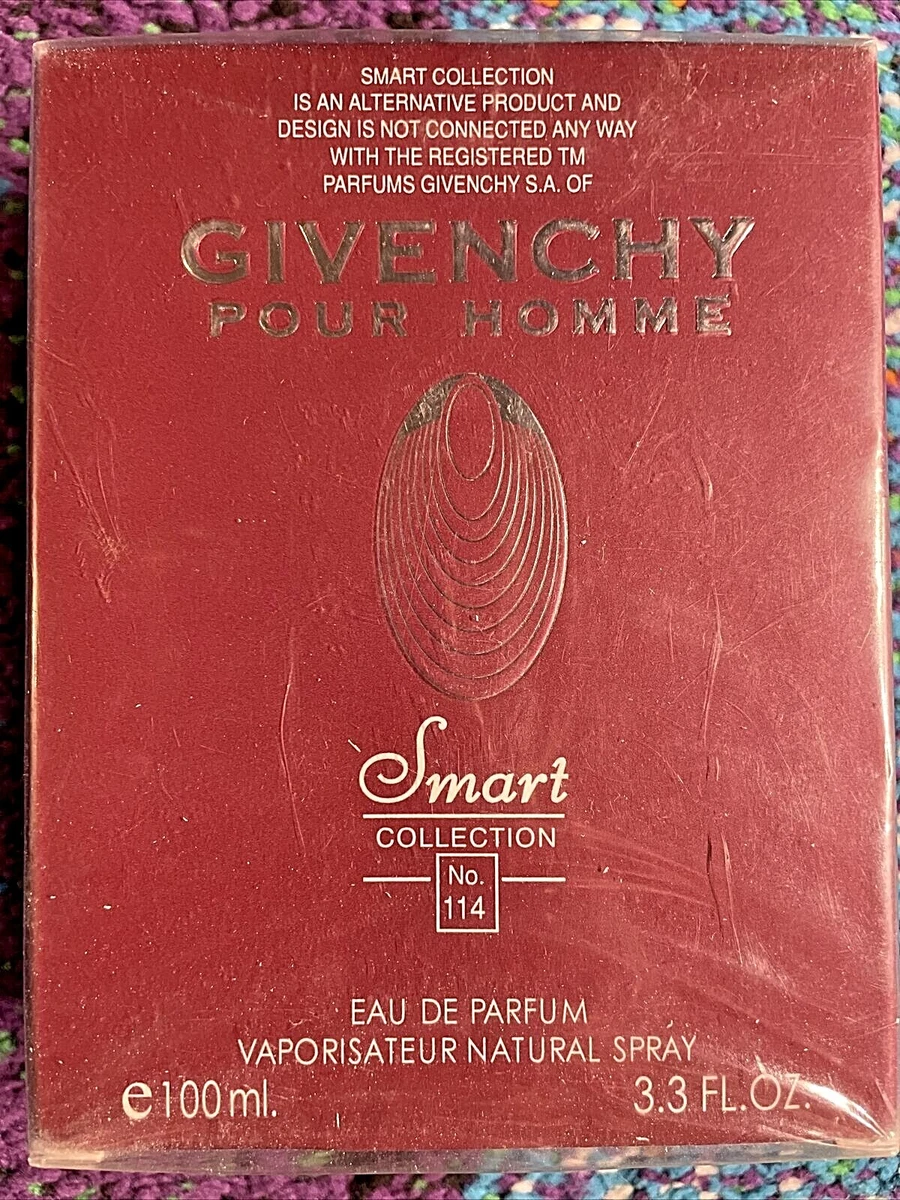 SMART COLLECTION
IS AN ALTERNATIVE PRODUCT AND
DESIGN IS NOT CONNECTED ANY WAY
WITH THE REGISTERED TM
PARFUMS GIVENCHY S.A. OF
GIVENCHY
POUR HOMME
Smart
COLLECTION
No.
114
EAU DE PARFUM
VAPORISATEUR NATURAL SPRAY
e100 ml. 3.3 FL.OZ.